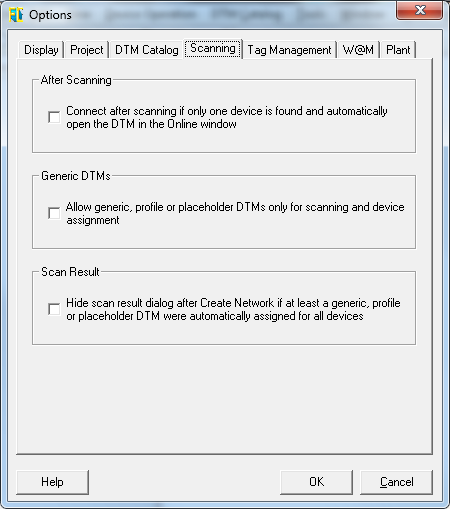 Options
Display Project DTM Catalog Scanning Tag Management W@M Plant
After Scanning
Connect after scanning if only one device is found and automatically
open the DTM in the Online window
Generic DTMs
Allow generic, profile or placeholder DTMs only for scanning and device
assignment
Scan Result
Hide scan result dialog after Create Network if at least a generic, profile
or placeholder DTM were automatically assigned for all devices
Help OK Cancel